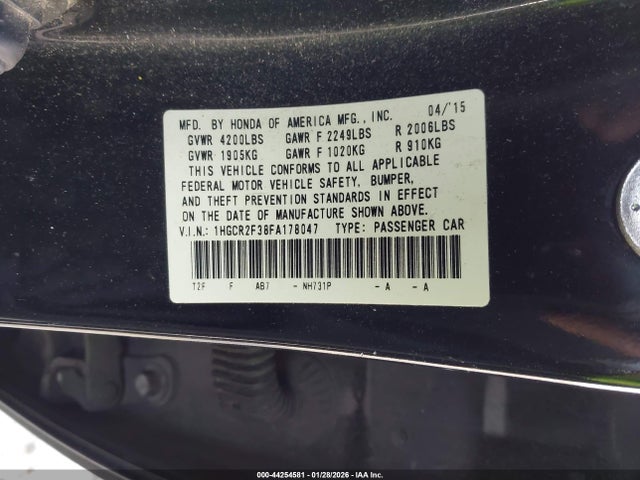 MFD. BY HONDA OF AMERICA MFG., INC. 04/'15
GVWR 4200LBS GAWR F 2249LBS R 2006LBS
GVWR 1905KG GAWR F 1020KG R 910KG
THIS VEHICLE CONFORMS TO ALL APPLICABLE
FEDERAL MOTOR VEHICLE SAFETY, BUMPER,
AND THEFT PREVENTION STANDARDS IN EFFECT
ON THE DATE OF MANUFACTURE SHOWN ABOVE.
V.I.N.: 1HGCR2F38FA178047 TYPE: PASSENGER CAR
T2F F AB7 - NH731P - A - A
000-44254581 | 01/28/2026 - IAA Inc.